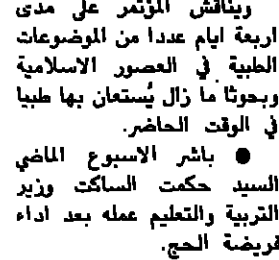 ويناقش المؤتمر على مدى
اربعة ايام عددا من الموضوعات
الطبية في العصور الاسلامية
وبحوثا ما زال يُستعان بها طبيا
في الوقت الحاضر.
● باشر الاسبوع الماضي
السيد حكمت الساكت وزير
التربية والتعليم عمله بعد اداء
فريضة الحج.